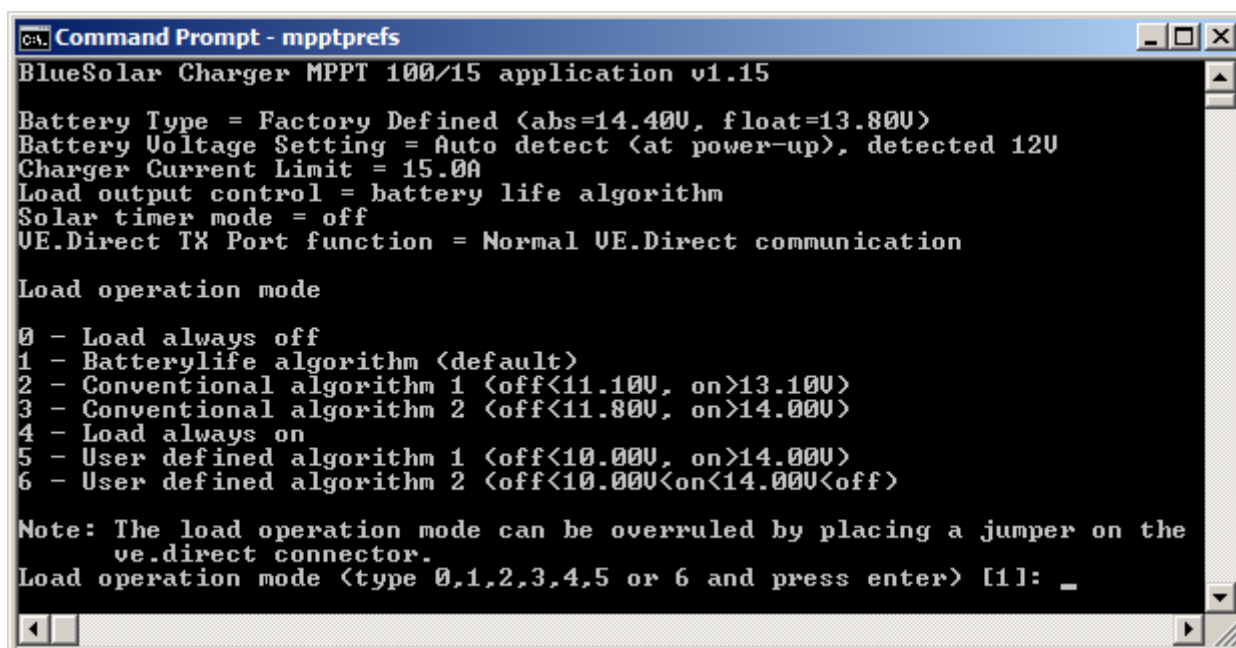 Command Prompt - mpptprefs
BlueSolar Charger MPPT 100/15 application v1.15
Battery Type = Factory Defined (abs=14.40V, float=13.80V)
Battery Voltage Setting = Auto detect (at power-up), detected 12V
Charger Current Limit = 15.0A
Load output control = battery life algorithm
Solar timer mode = off
VE.Direct TX Port function = Normal VE.Direct communication
Load operation mode
0 - Load always off
1 - Batterylife algorithm (default)
2 - Conventional algorithm 1 (off<11.10V, on>13.10V)
3 - Conventional algorithm 2 (off<11.80V, on>14.00V)
4 - Load always on
5 - User defined algorithm 1 (off<10.00V, on>14.00V)
6 - User defined algorithm 2 (off<10.00V<on<14.00V<off)
Note: The load operation mode can be overruled by placing a jumper on the
ve.direct connector.
Load operation mode (type 0,1,2,3,4,5 or 6 and press enter) [1]: _